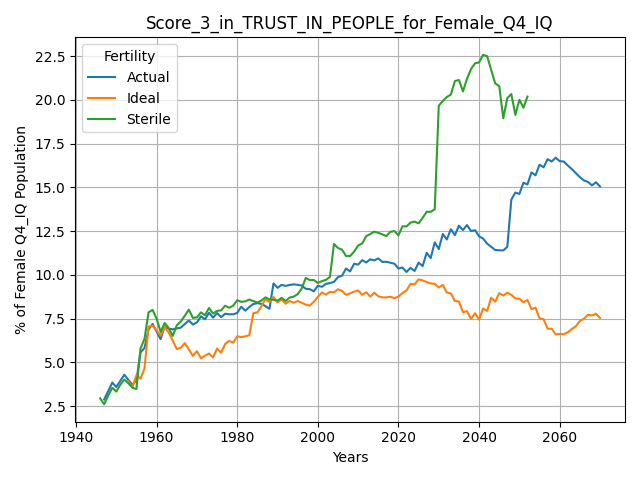 Score_3_in_TRUST_IN_PEOPLE_for_Female_Q4_IQ
Fertility
Actual
Ideal
Sterile
% of Female Q4_IQ Population
22.5
20.0
17.5
15.0
12.5
10.0
7.5
5.0
2.5
1940 1960 1980 2000 2020 2040 2060
Years